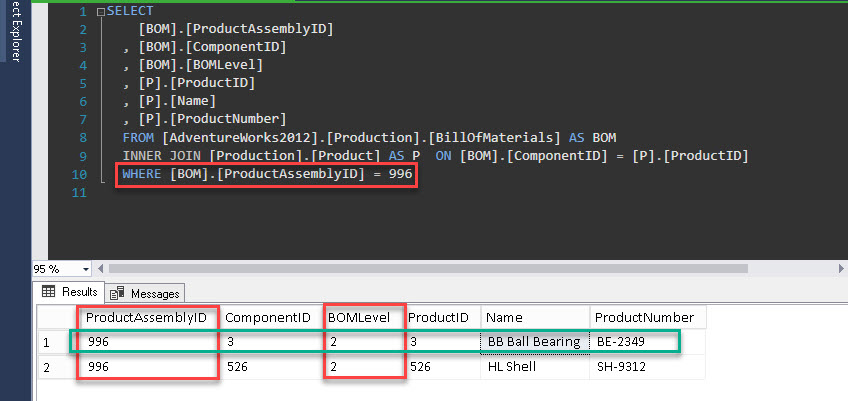 ect Explorer
1 SELECT
2 [BOM].[ProductAssemblyID]
3 , [BOM].[ComponentID]
4 , [BOM].[BOMLevel]
5 , [P].[ProductID]
6 , [P].[Name]
7 , [P].[ProductNumber]
8 FROM [AdventureWorks2012].[Production].[BillOfMaterials] AS BOM
9 INNER JOIN [Production].[Product] AS P  ON [BOM].[ComponentID] = [P].[ProductID]
10 WHERE [BOM].[ProductAssemblyID] = 996
11
95 %
Results Messages
ProductAssemblyID ComponentID BOMLevel ProductID Name ProductNumber
1 996 3 2 3 BB Ball Bearing BE-2349
2 996 526 2 526 HL Shell SH-9312